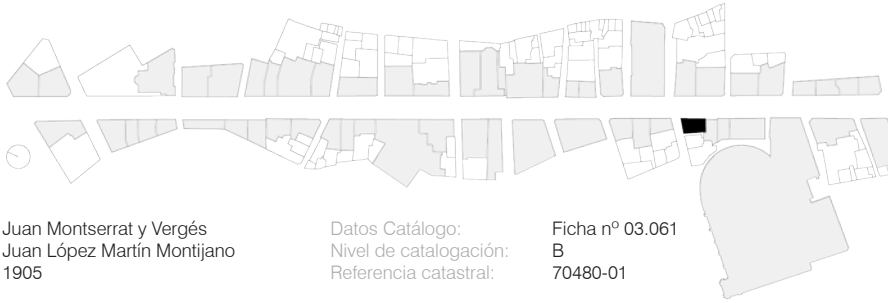 Juan Montserrat y Vergés
Juan López Martín Montijano
1905
Datos Catálogo: Ficha nº 03.061
Nivel de catalogación: B
Referencia catastral: 70480-01